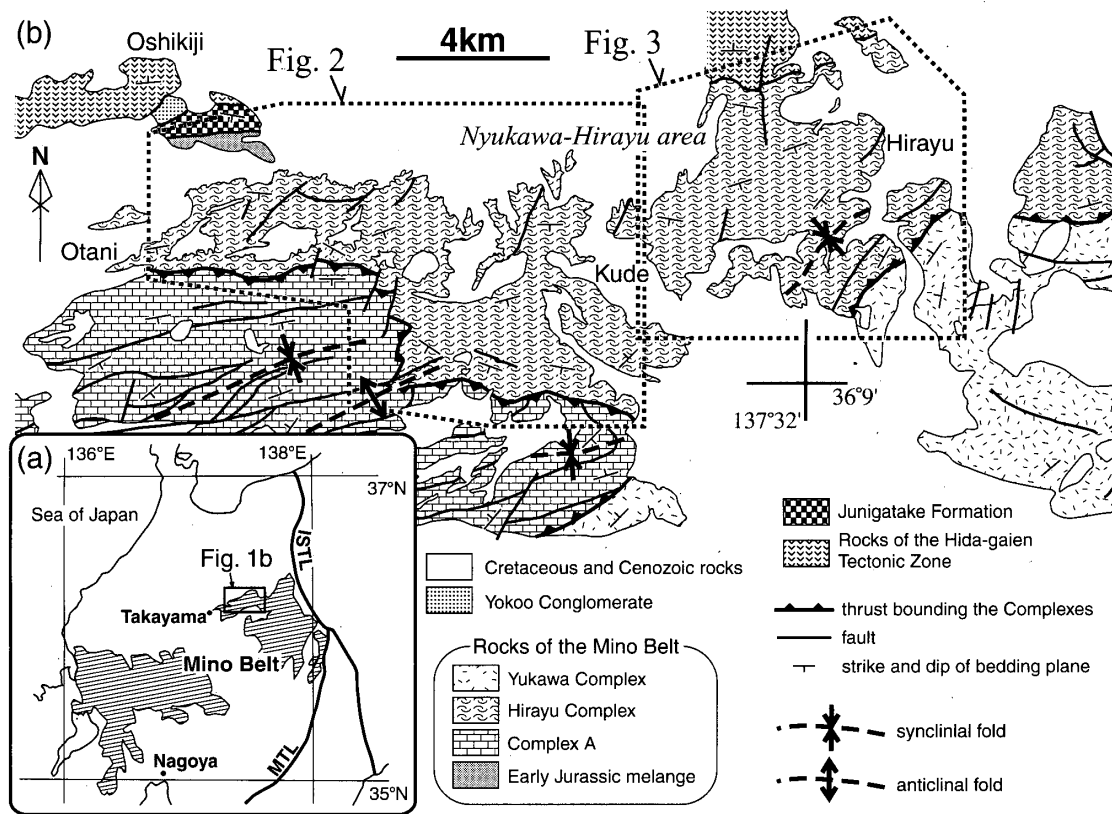 (b)
Oshikiji
4km
Fig. 2
Fig. 3
Nyukawa-Hirayu area
Hirayu
N
Otani
Kude
36°9'
137°32'
(a)
136°E
138°E
37°N
Sea of Japan
ISTL
Fig. 1b
Takayama
Mino Belt
MTL
Nagoya
35°N
Cretaceous and Cenozoic rocks
Yokoo Conglomerate
Rocks of the Mino Belt
Yukawa Complex
Hirayu Complex
Complex A
Early Jurassic melange
Junigatake Formation
Rocks of the Hida-gaien
Tectonic Zone
thrust bounding the Complexes
fault
strike and dip of bedding plane
synclinlal fold
anticlinal fold